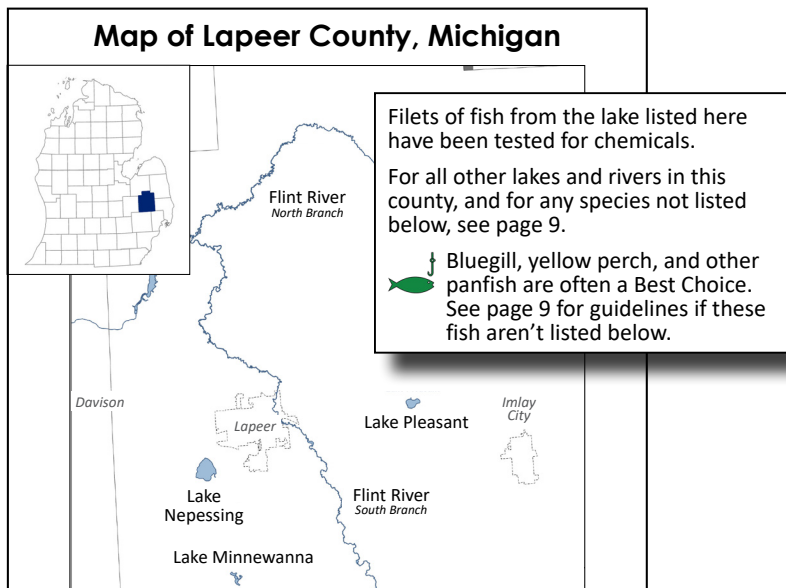 Map of Lapeer County, Michigan
Filets of fish from the lake listed here
have been tested for chemicals.
For all other lakes and rivers in this
county, and for any species not listed
below, see page 9.
Bluegill, yellow perch, and other
panfish are often a Best Choice.
See page 9 for guidelines if these
fish aren’t listed below.
Flint River
North Branch
Davison
Lapeer
Lake Pleasant
Imlay
City
Lake
Nepessing
Flint River
South Branch
Lake Minnewanna